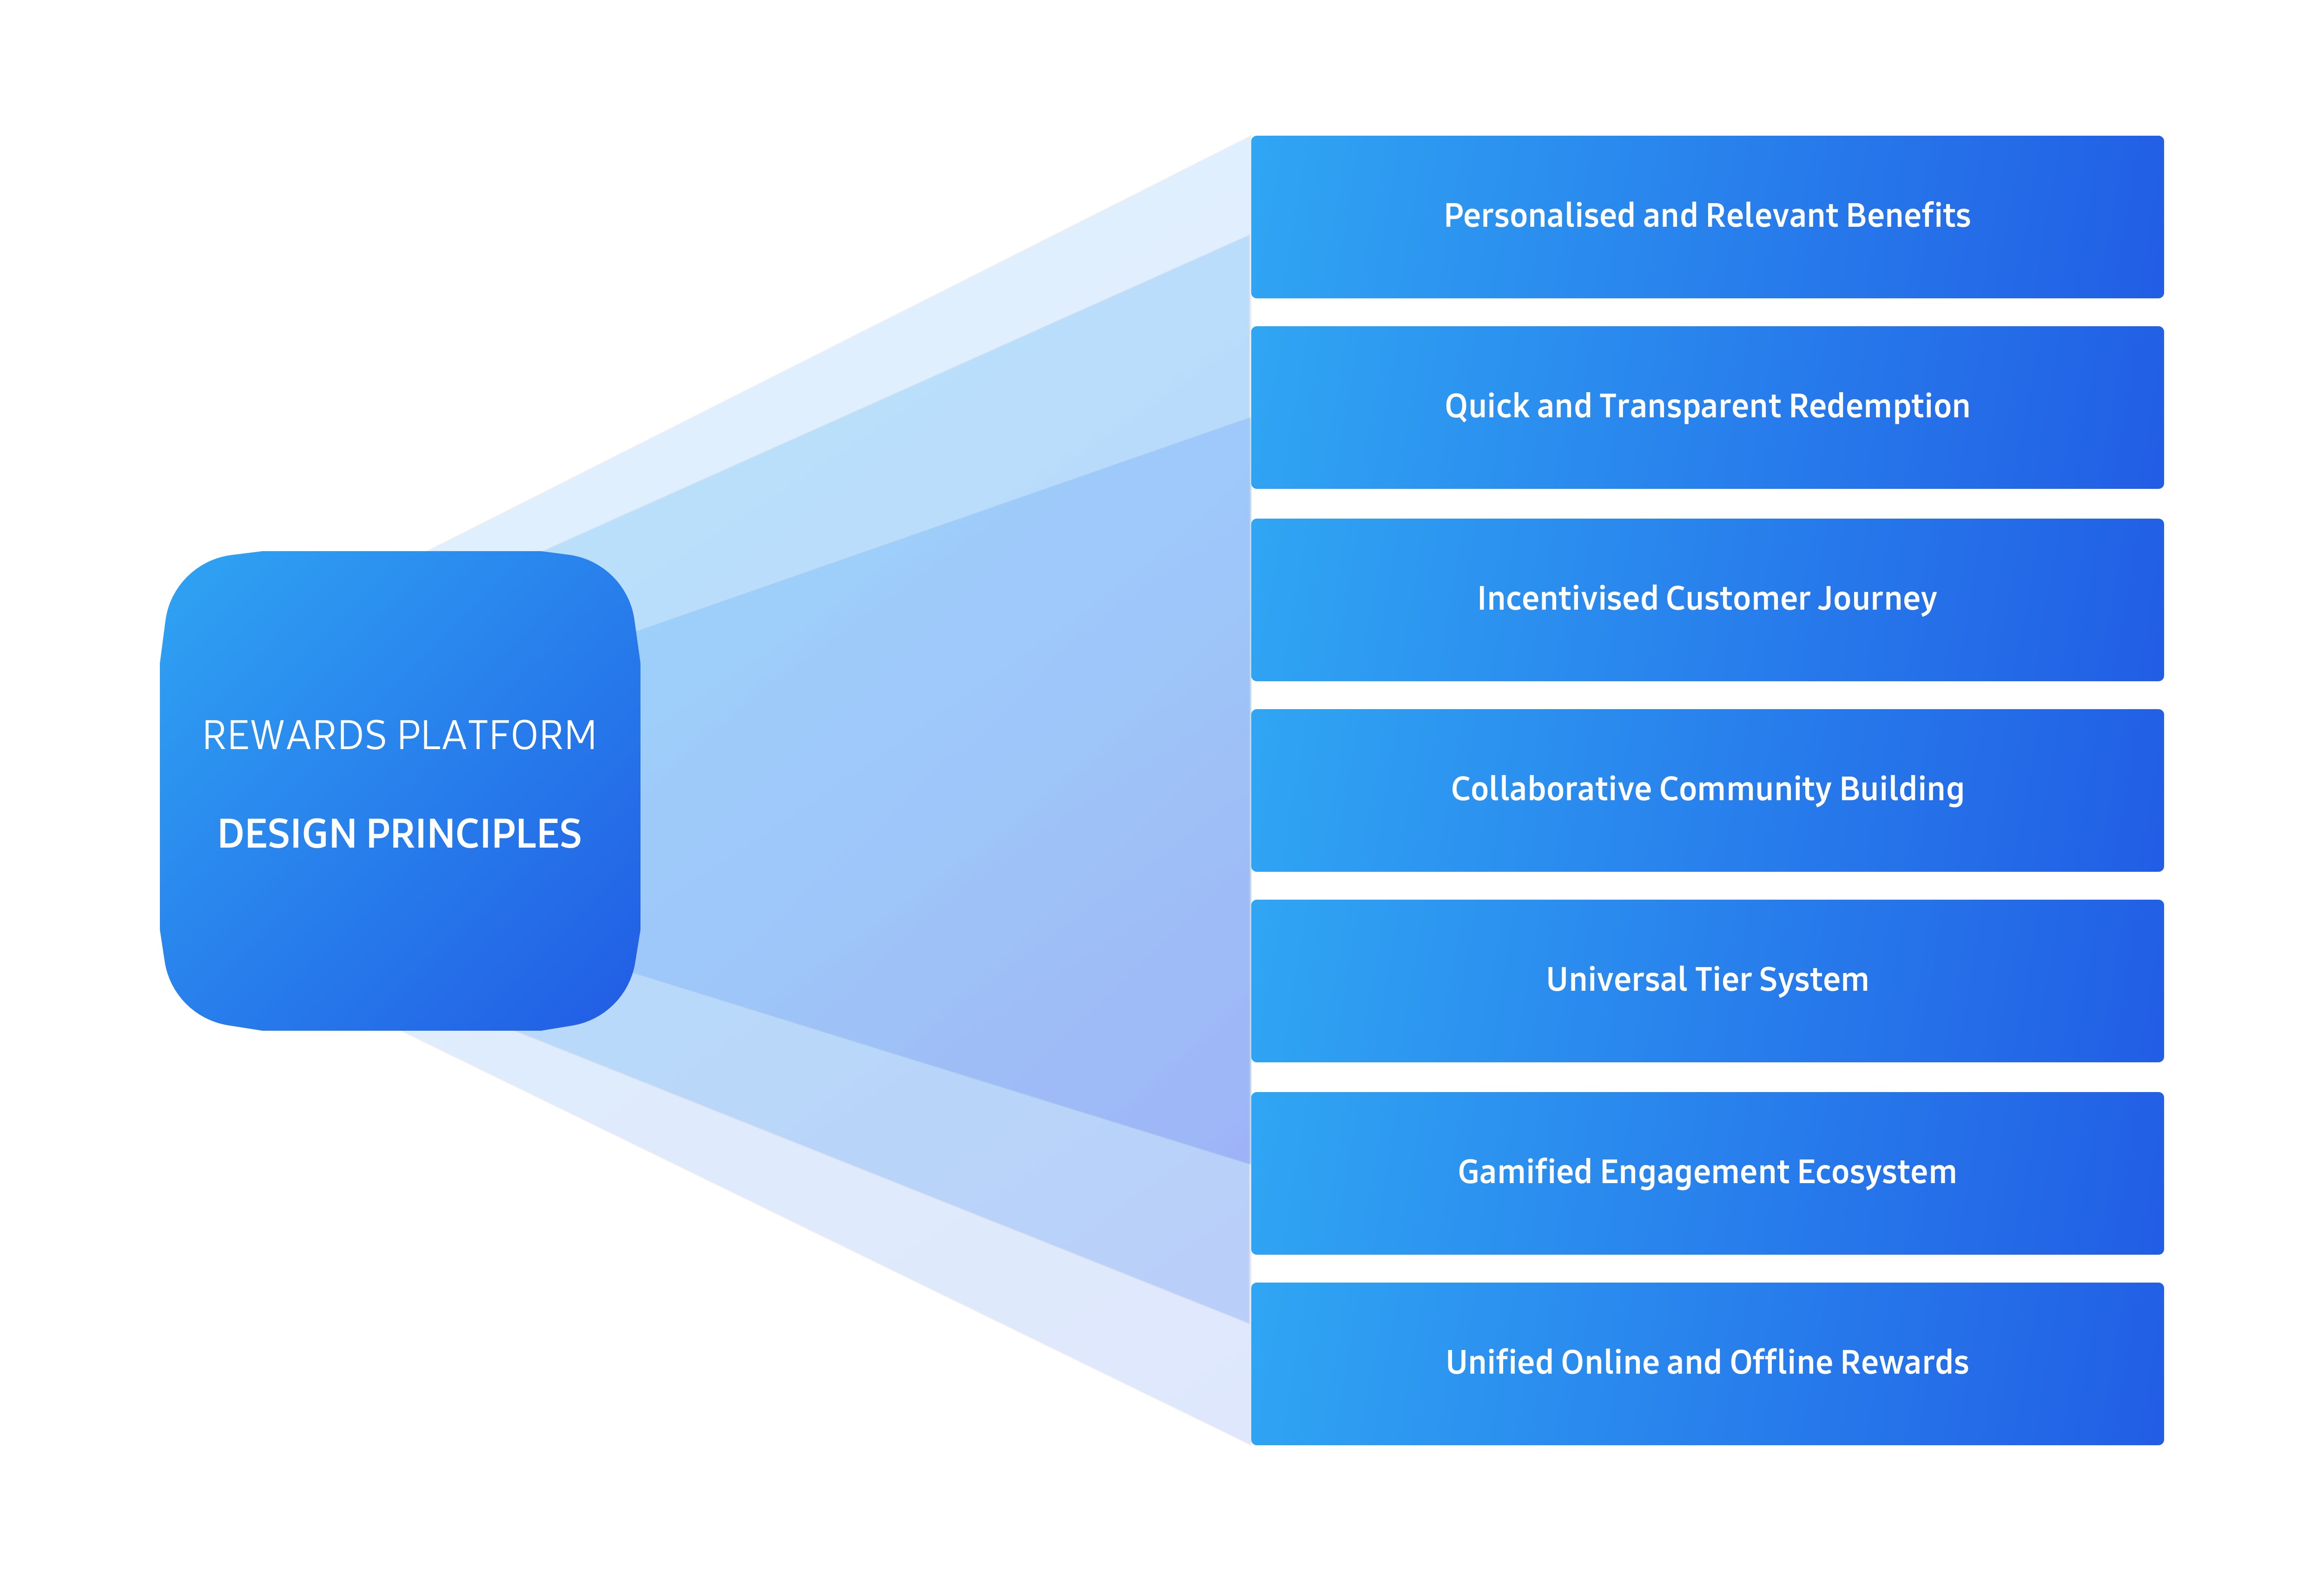 REWARDS PLATFORM
DESIGN PRINCIPLES
Personalised and Relevant Benefits
Quick and Transparent Redemption
Incentivised Customer Journey
Collaborative Community Building
Universal Tier System
Gamified Engagement Ecosystem
Unified Online and Offline Rewards